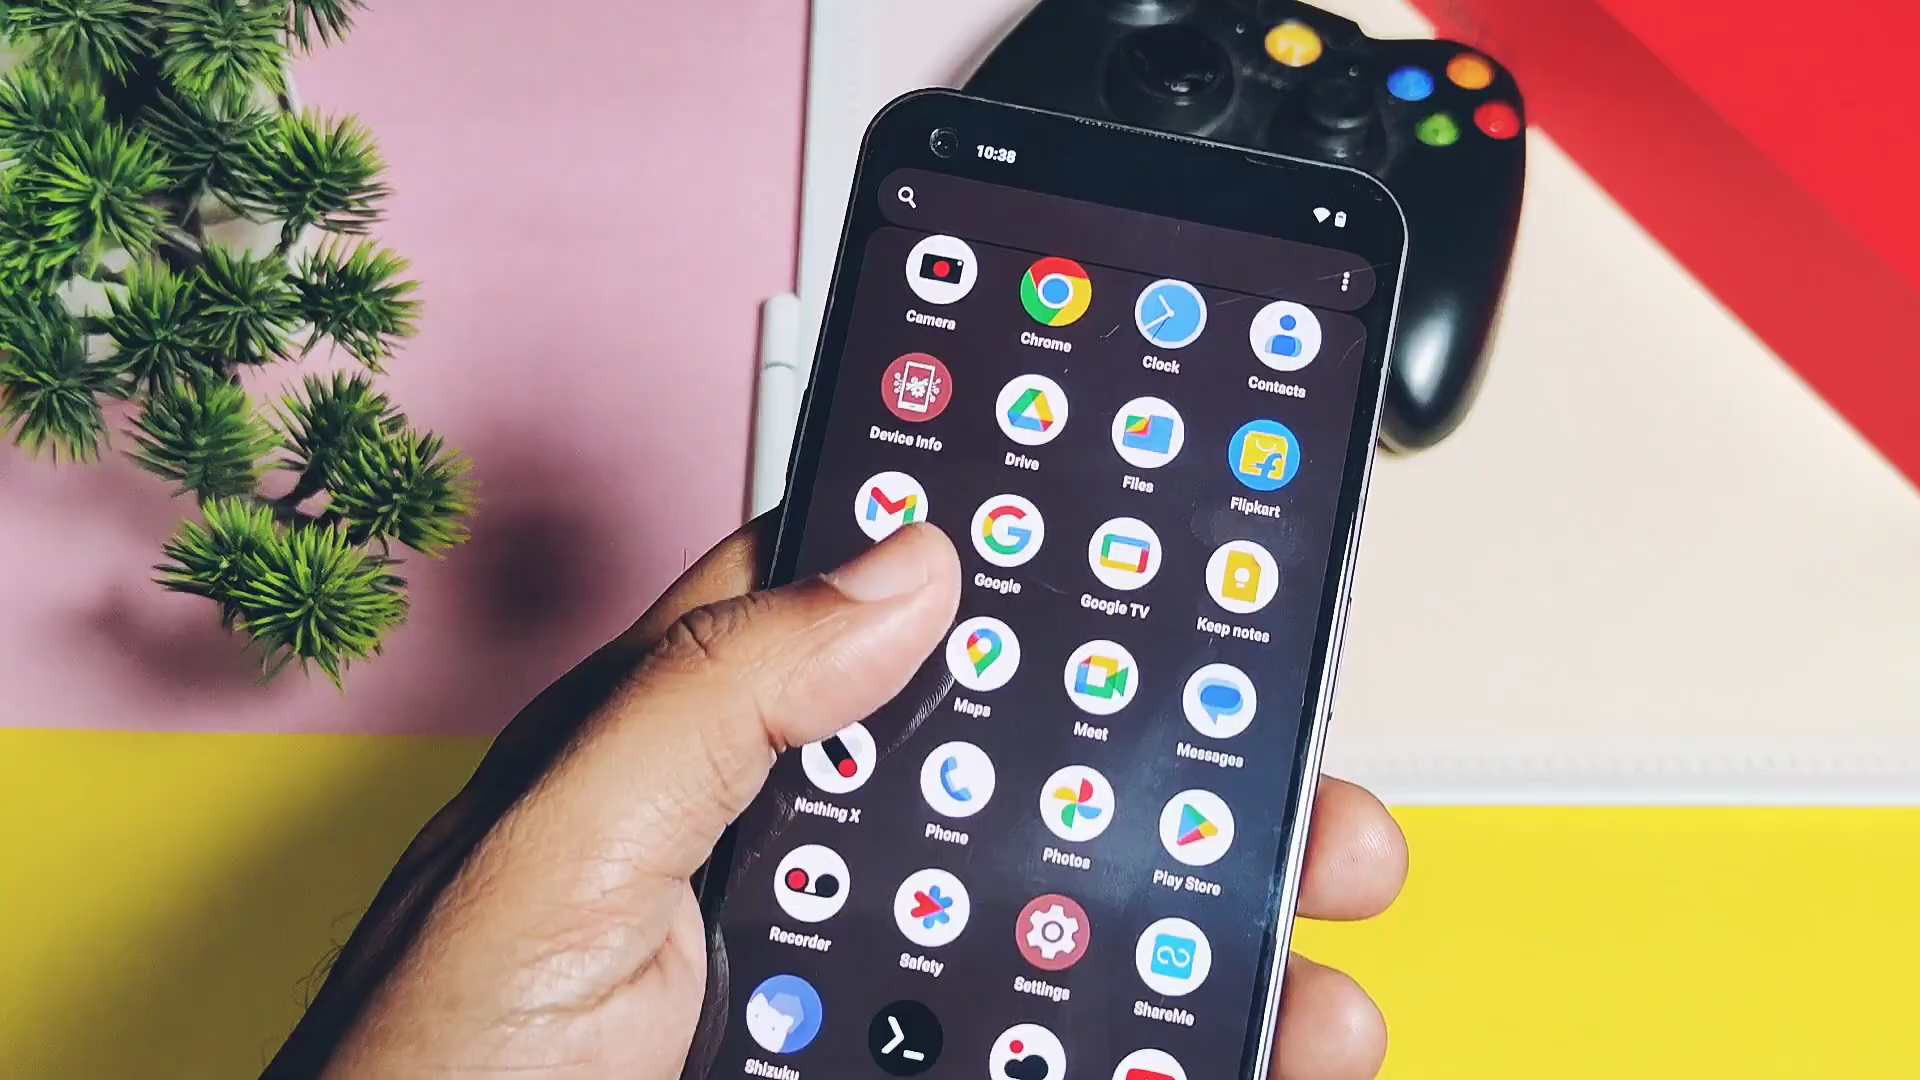 10:38
Camera
Chrome
Clock
Contacts
Device Info
Drive
Files
Flipkart
Google
Google TV
Keep notes
Maps
Meet
Messages
Nothing X
Phone
Photos
Play Store
Recorder
Safety
Settings
ShareMe
Shizuku